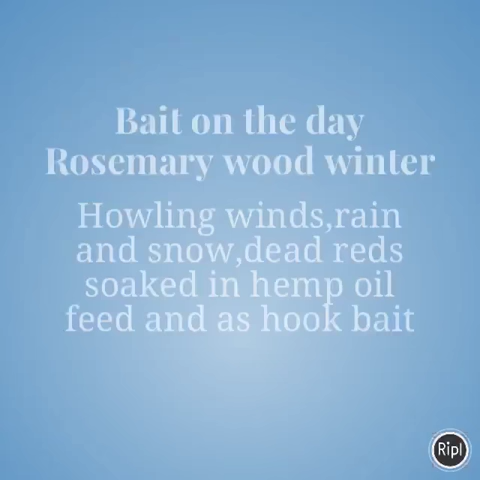 Bait on the day
Rosemary wood winter
Howling winds,rain
and snow,dead reds
soaked in hemp oil
feed and as hook bait
Ripl